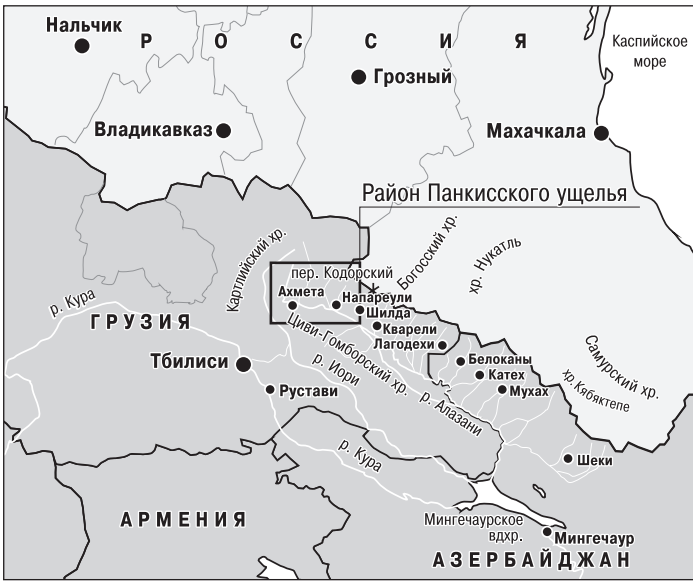 Нальчик
РОССИЯ
Каспийское
море
Грозный
Владикавказ
Махачкала
Район Панкисского ущелья
Картлийский хр.
пер. Кодорский
Богосский хр.
хр. Нукатль
р. Кура
Ахмета
Напареули
Шилда
ГРУЗИЯ
Циви-Гомборский хр.
Кварели
Лагодехи
Самурский хр.
Тбилиси
р. Иори
Белоканы
Катех
хр. Кябяктепе
Рустави
р. Алазани
Мухах
р. Кура
Шеки
АРМЕНИЯ
Мингечаурское
вдхр.
Мингечаур
АЗЕРБАЙДЖАН